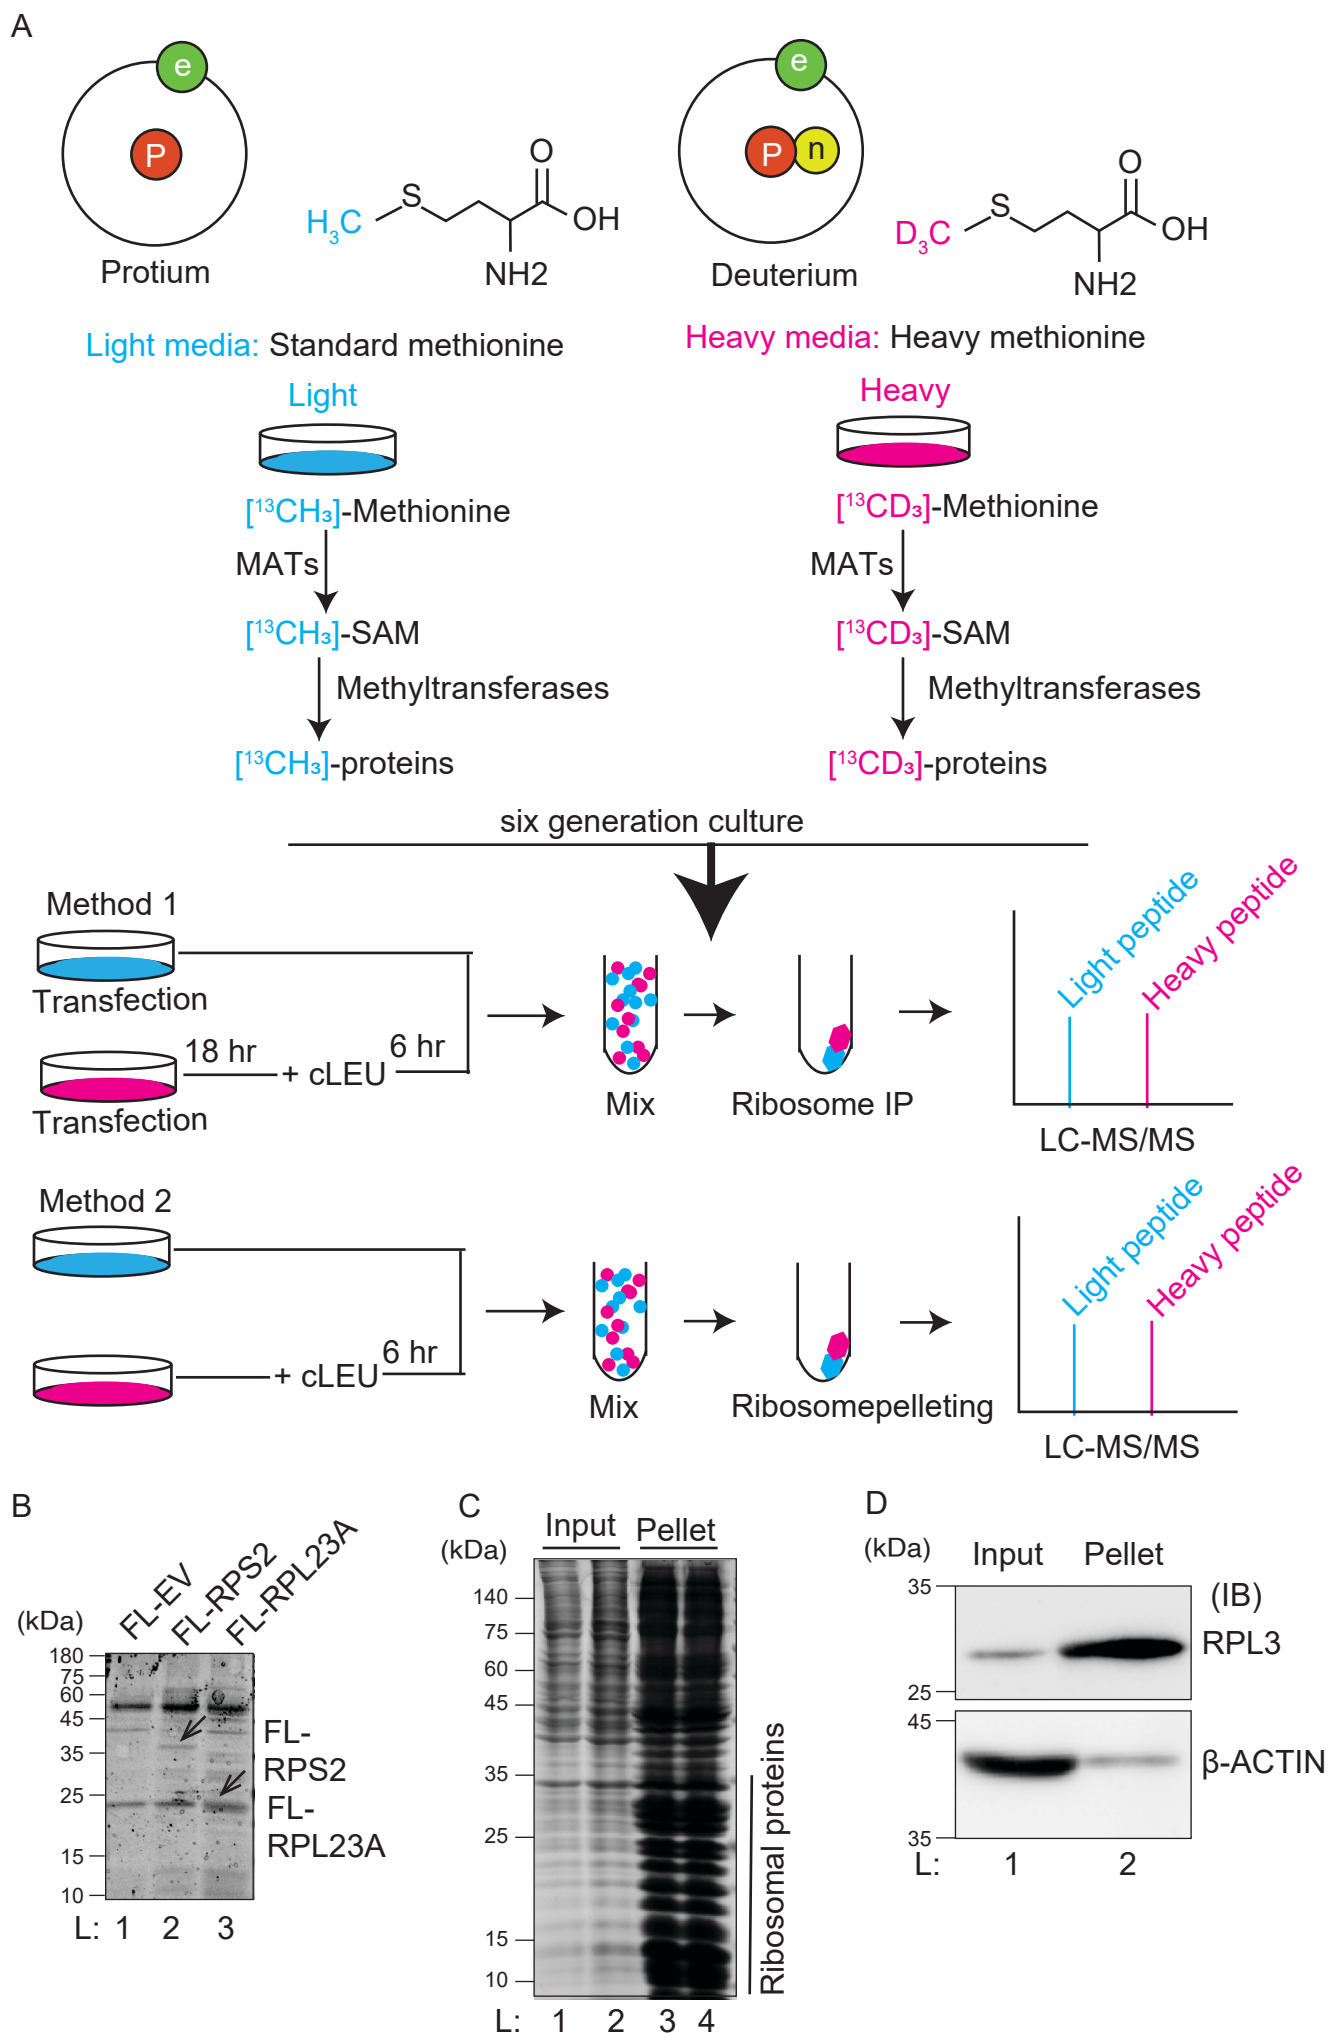 A
e
P
Protium
H3C
S
O
OH
NH2
e
P
n
Deuterium
D3C
S
O
OH
NH2
Light media: Standard methionine
Heavy media: Heavy methionine
Light
Heavy
[13CH3]-Methionine
[13CD3]-Methionine
MATs
MATs
[13CH3]-SAM
[13CD3]-SAM
Methyltransferases
Methyltransferases
[13CH3]-proteins
[13CD3]-proteins
six generation culture
Method 1
Transfection
18 hr
+ cLEU
6 hr
Transfection
Mix
Ribosome IP
Light peptide
Heavy peptide
LC-MS/MS
Method 2
+ cLEU
6 hr
Mix
Ribosomepelleting
Light peptide
Heavy peptide
LC-MS/MS
B
(kDa)
FL-EV
FL-RPS2
FL-RPL23A
180
75
60
45
35
25
15
10
FL-
RPS2
FL-
RPL23A
L: 1 2 3
C
(kDa)
Input
Pellet
140
75
60
45
35
25
15
10
Ribosomal proteins
L: 1 2 3 4
D
(kDa)
Input
Pellet
35
(IB)
RPL3
25
45
β-ACTIN
35
L: 1 2